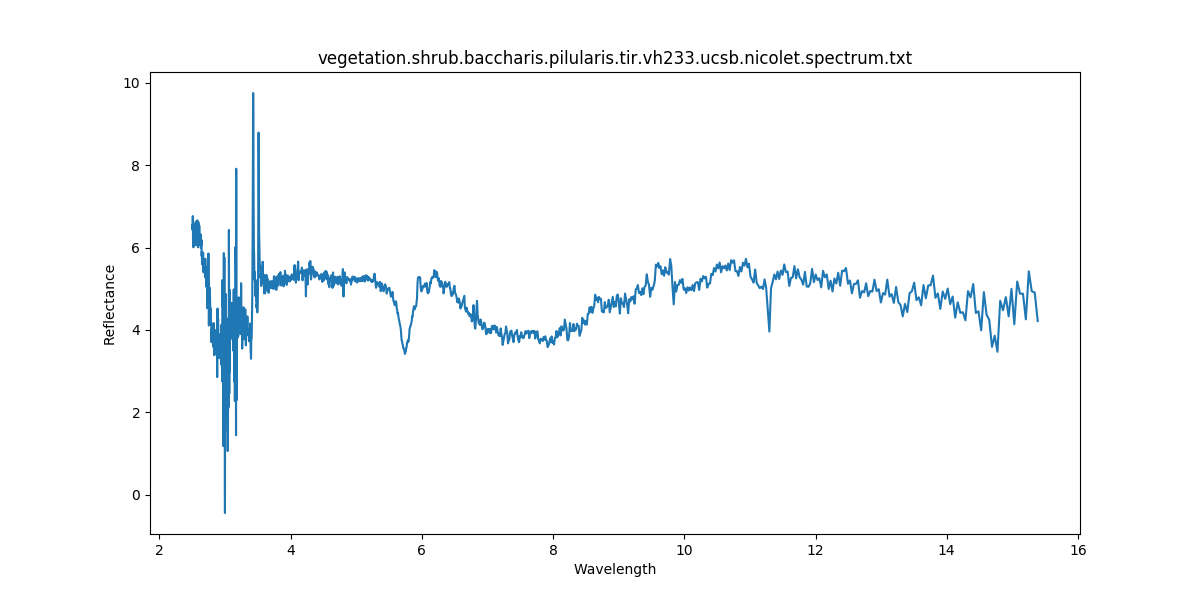 vegetation.shrub.baccharis.pilularis.tir.vh233.ucsb.nicolet.spectrum.txt
10
8
6
4
2
0
Reflectance
2 4 6 8 10 12 14 16
Wavelength